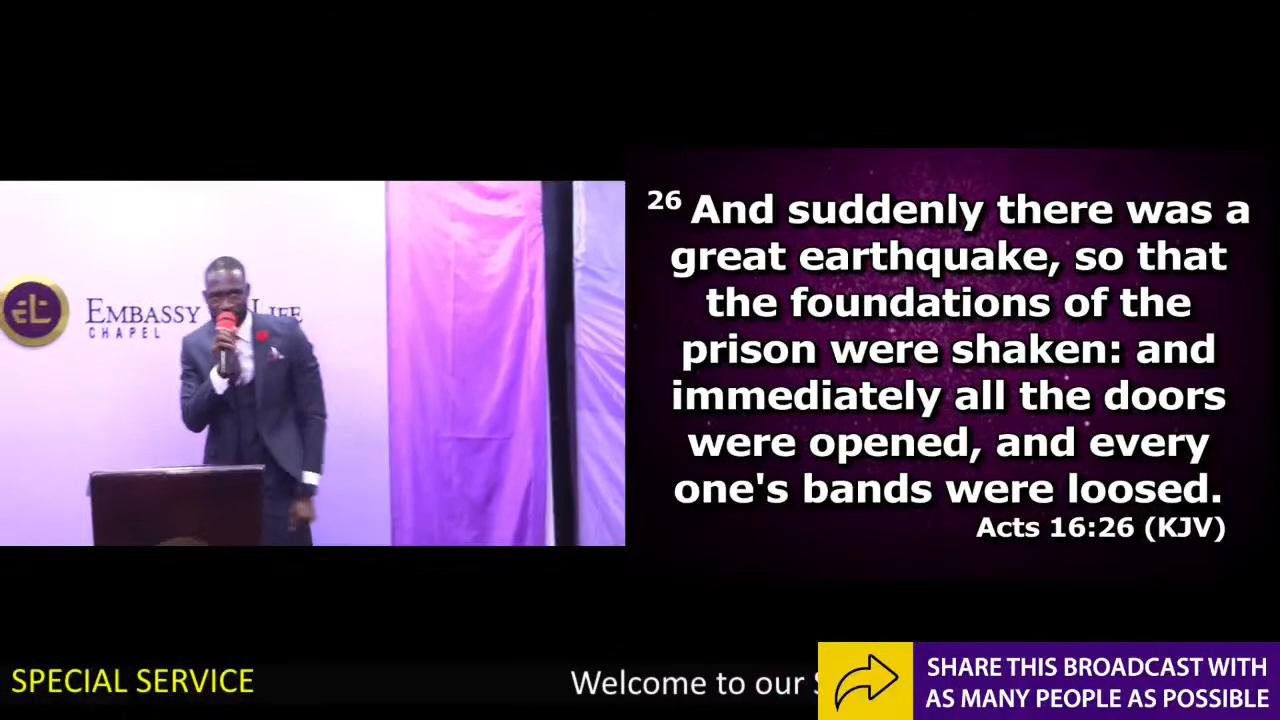 EMBASSY LIFE
CHAPEL
26 And suddenly there was a
great earthquake, so that
the foundations of the
prison were shaken: and
immediately all the doors
were opened, and every
one's bands were loosed.
Acts 16:26 (KJV)
SPECIAL SERVICE
Welcome to our
SHARE THIS BROADCAST WITH
AS MANY PEOPLE AS POSSIBLE